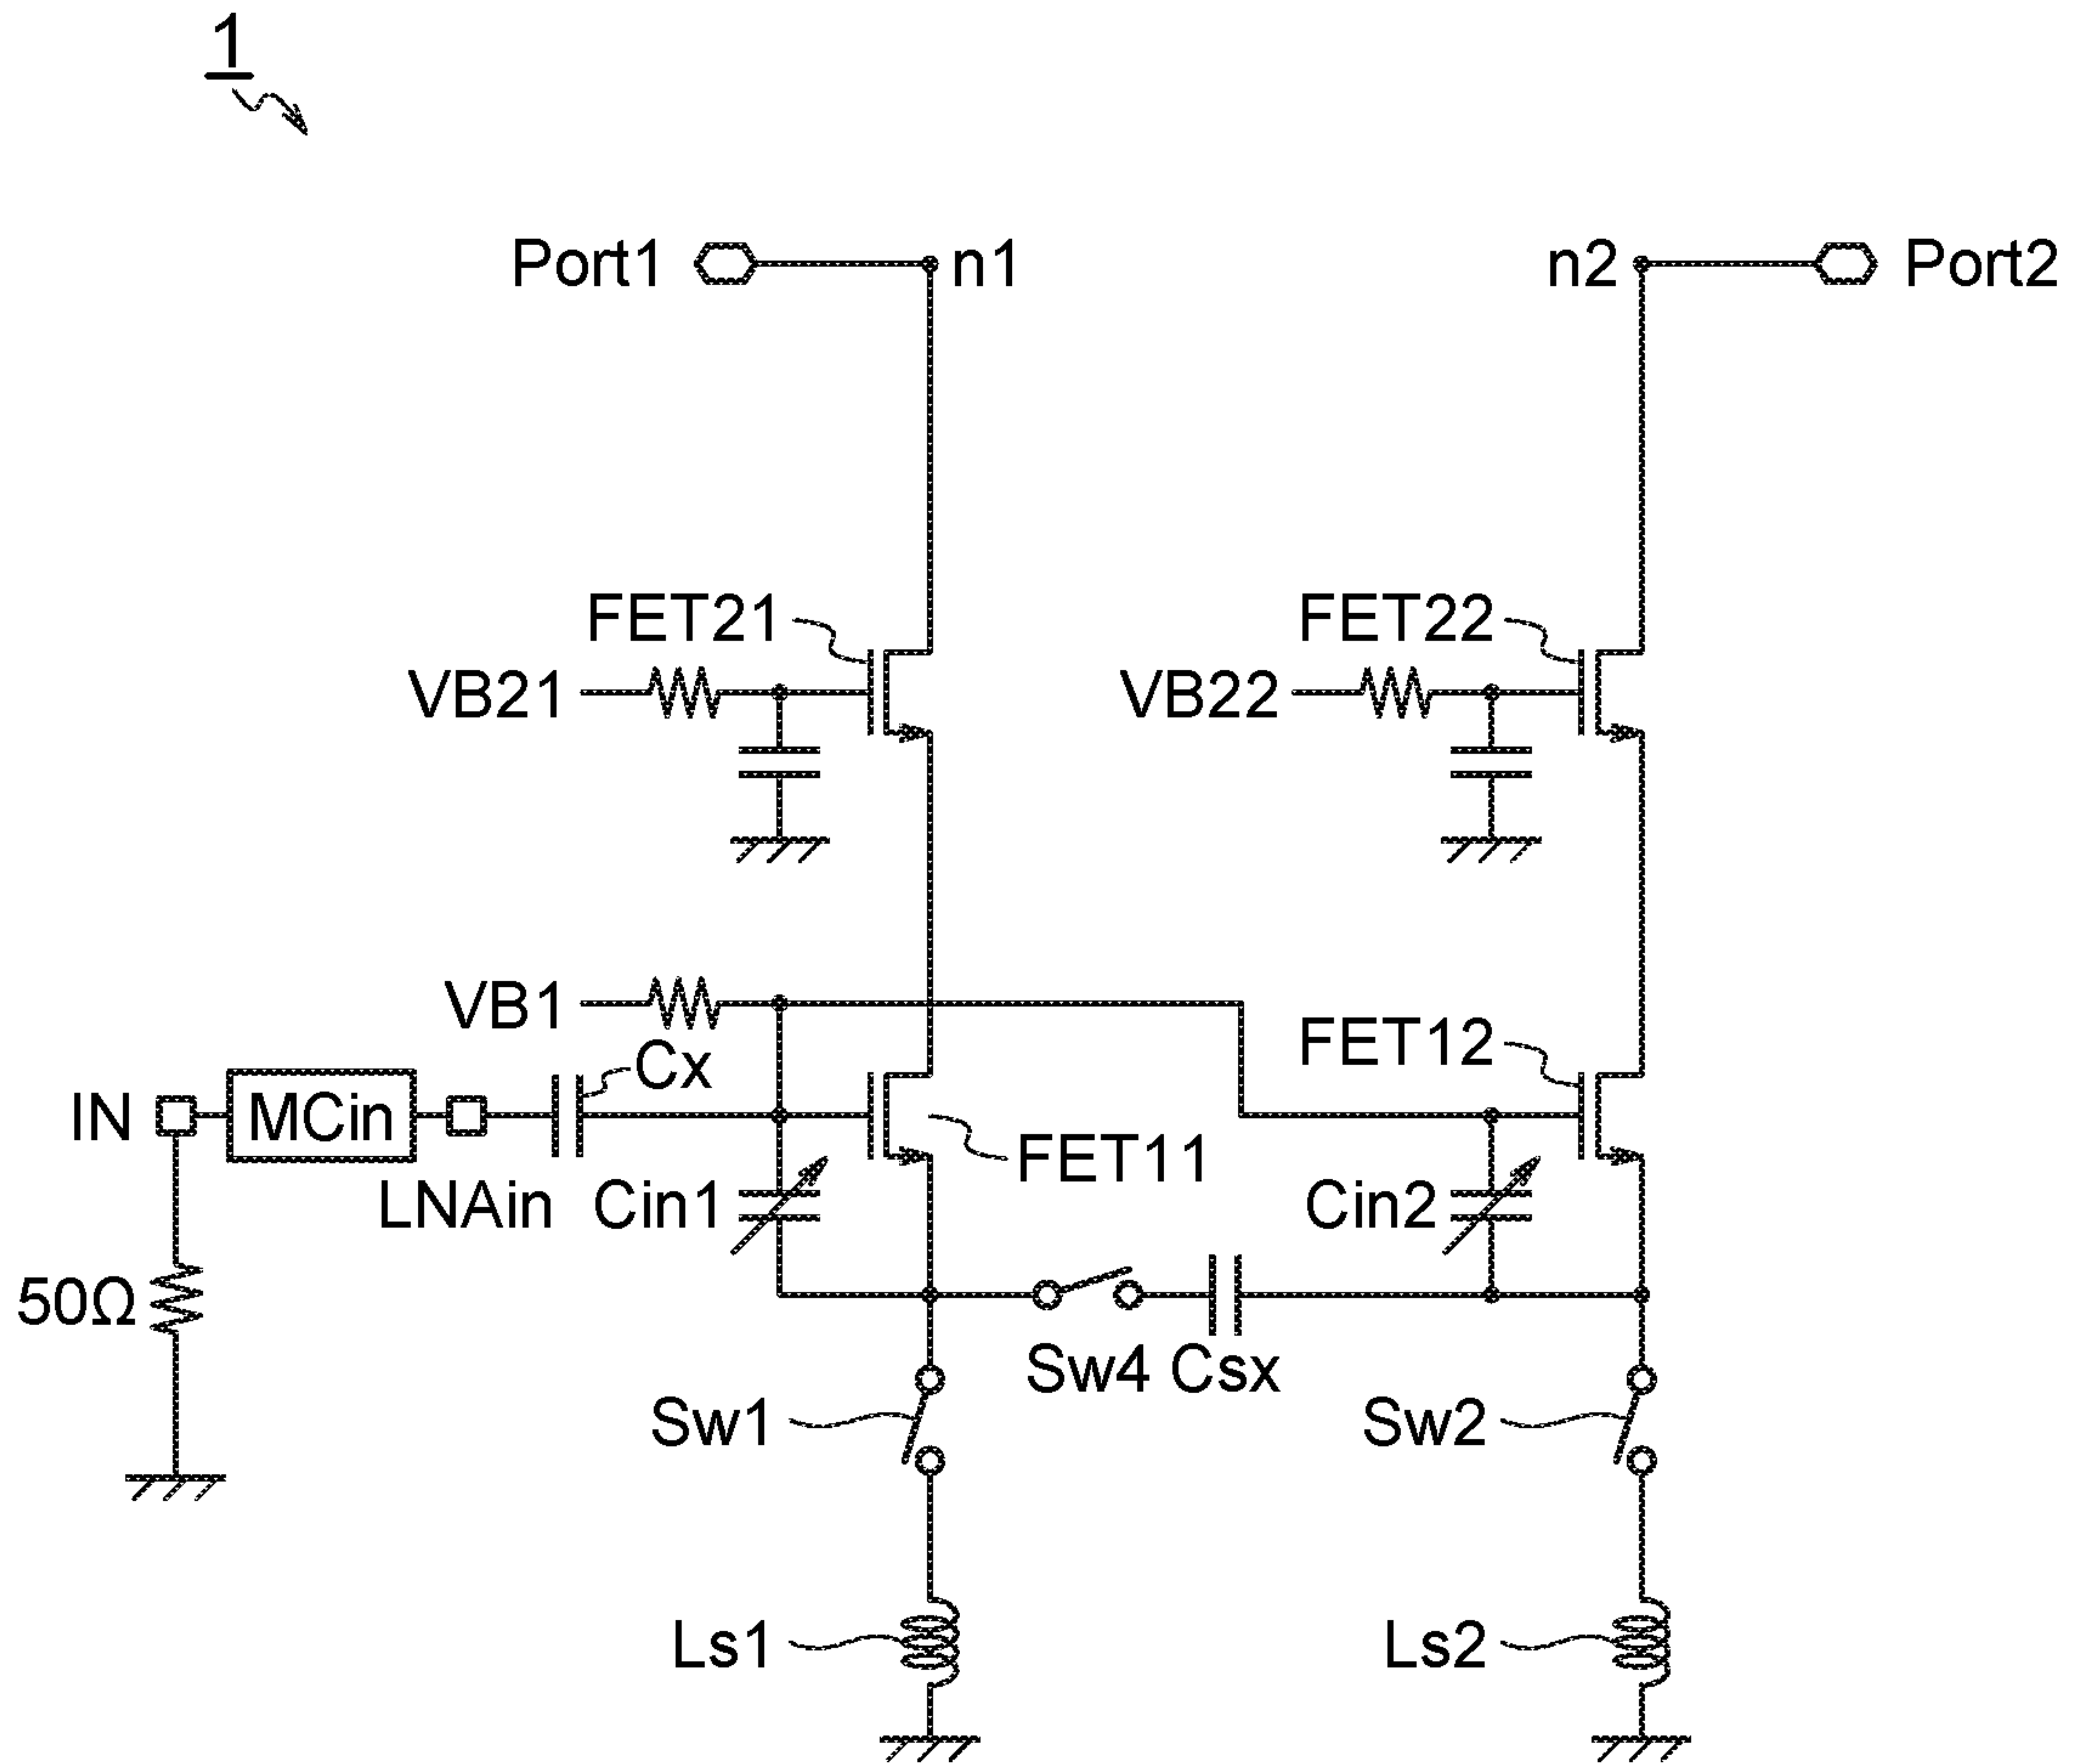 1
Port1
n1
n2
Port2
FET21
FET22
VB21
VB22
VB1
Cx
FET12
IN
MCin
FET11
LNAin
Cin1
Cin2
50Ω
Sw4
Csx
Sw1
Sw2
Ls1
Ls2